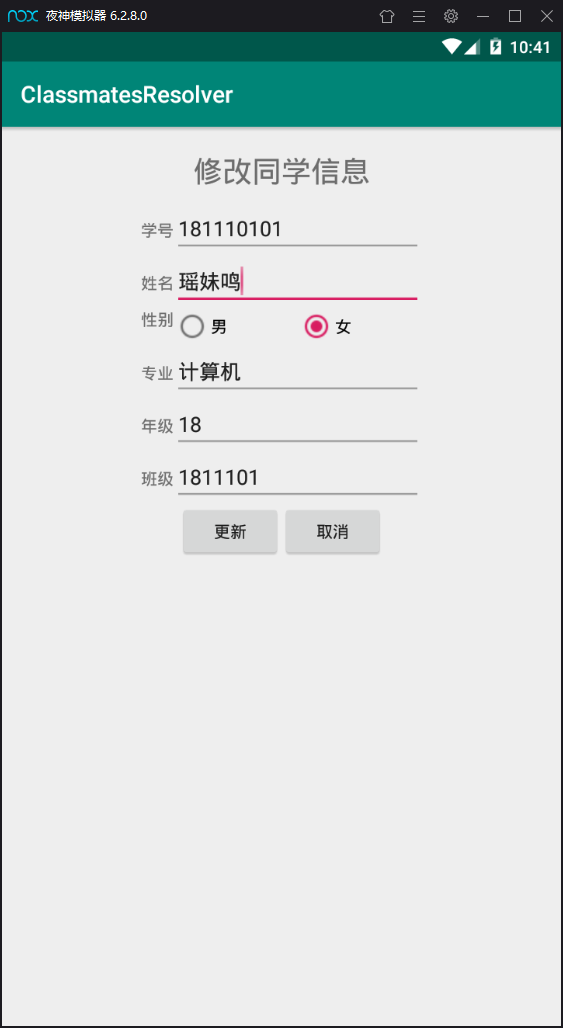 nox 夜神模拟器 6.2.8.0
10:41
ClassmatesResolver
修改同学信息
学号 181110101
姓名 瑶妹鸣
性别 男 女
专业 计算机
年级 18
班级 1811101
更新 取消